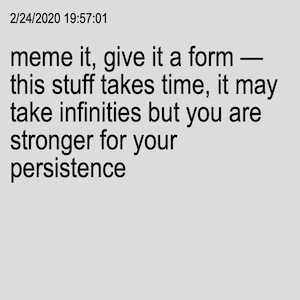 2/24/2020 19:57:01
meme it, give it a form —
this stuff takes time, it may
take infinities but you are
stronger for your
persistence